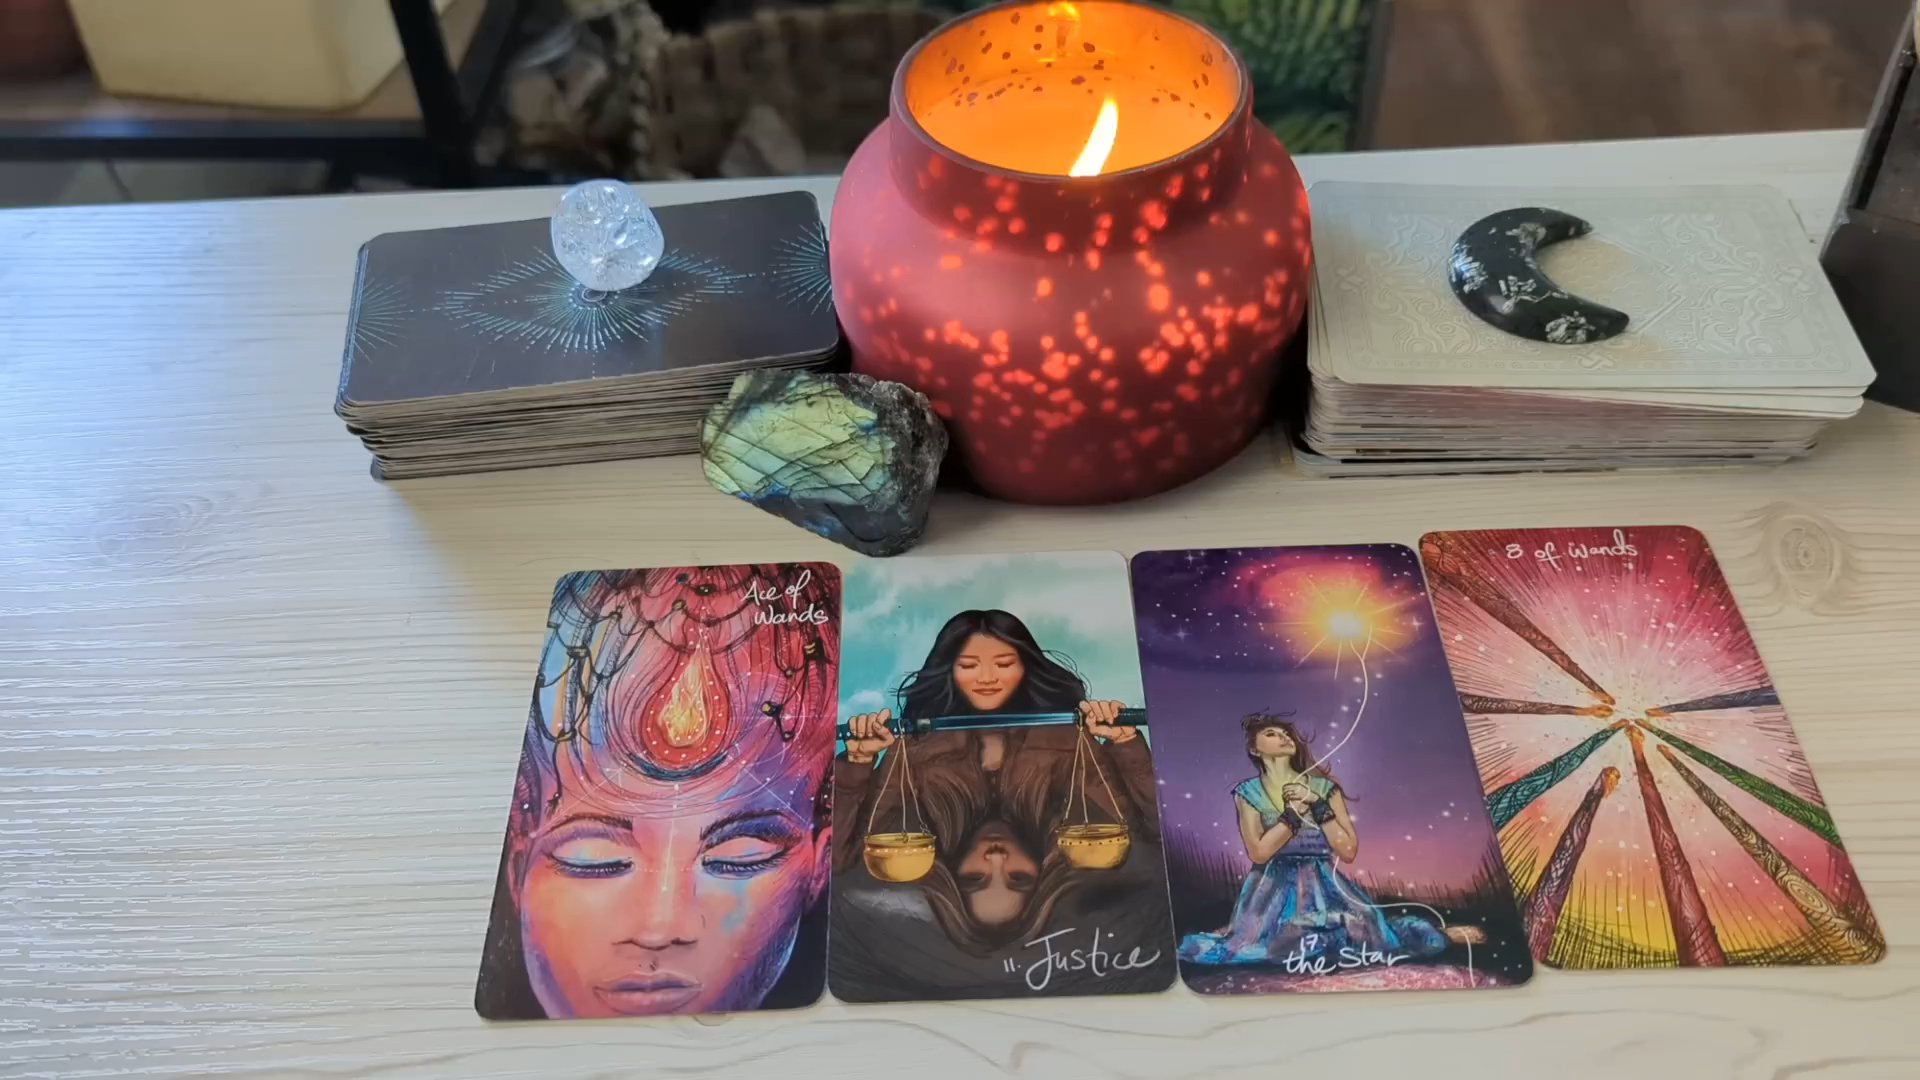 Ace of
Wands
11. Justice
17
the Star
8 of Wands